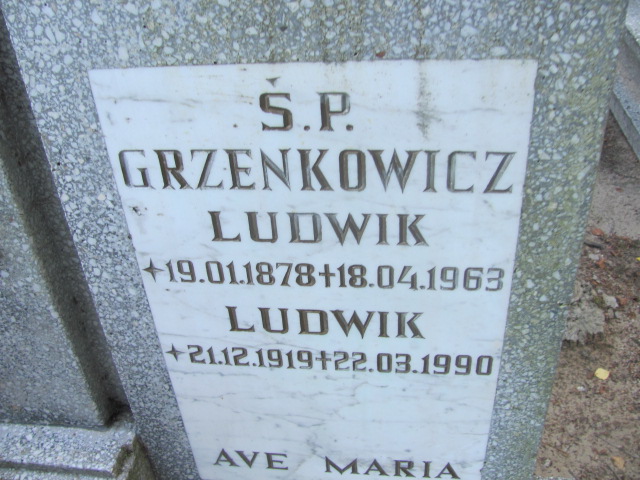 Ś.P.
GRZENKOWICZ
LUDWIK
+19.01.1878+18.04.1963
LUDWIK
+21.12.1919+22.03.1990
AVE MARIA